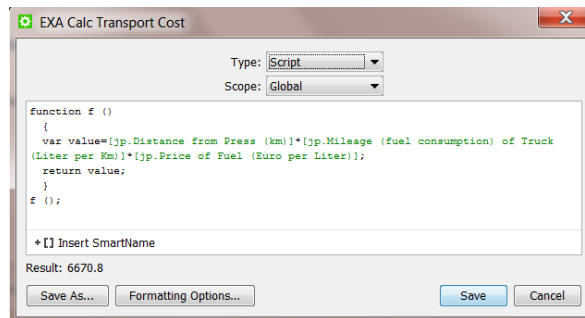 EXA Calc Transport Cost
Type: Script
Scope: Global
function f ()
{
var value=[jp.Distance from Press (km)]*[jp.Mileage (fuel consumption) of Truck
(Liter per Km)]*[jp.Price of Fuel (Euro per Liter)];
return value;
}
f ();
+[] Insert SmartName
Result: 6670.8
Save As... Formatting Options... Save Cancel